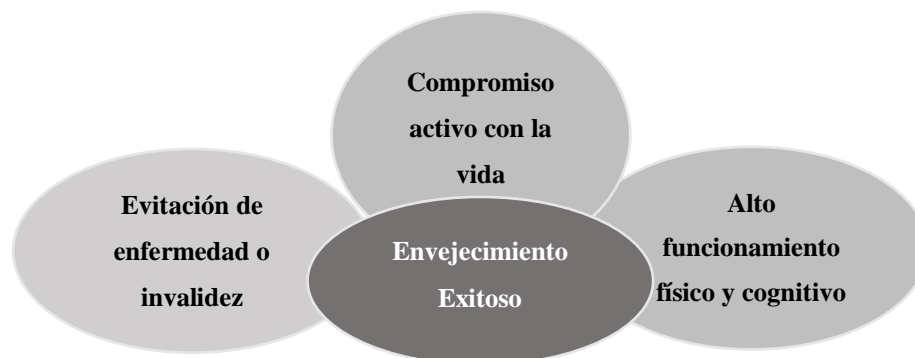 Compromiso
activo con la
vida
Evitación de
enfermedad o
invalidez
Envejecimiento
Exitoso
Alto
funcionamiento
físico y cognitivo